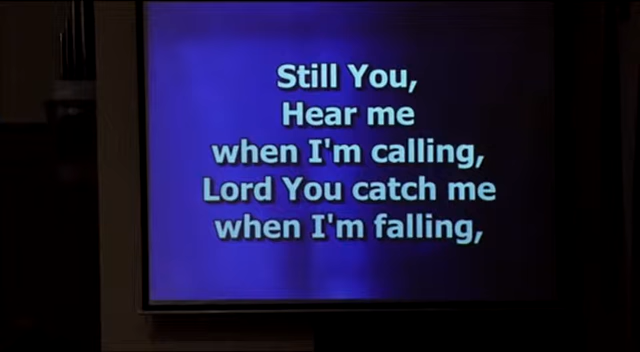 Still You,
Hear me
when I'm calling,
Lord You catch me
when I'm falling,